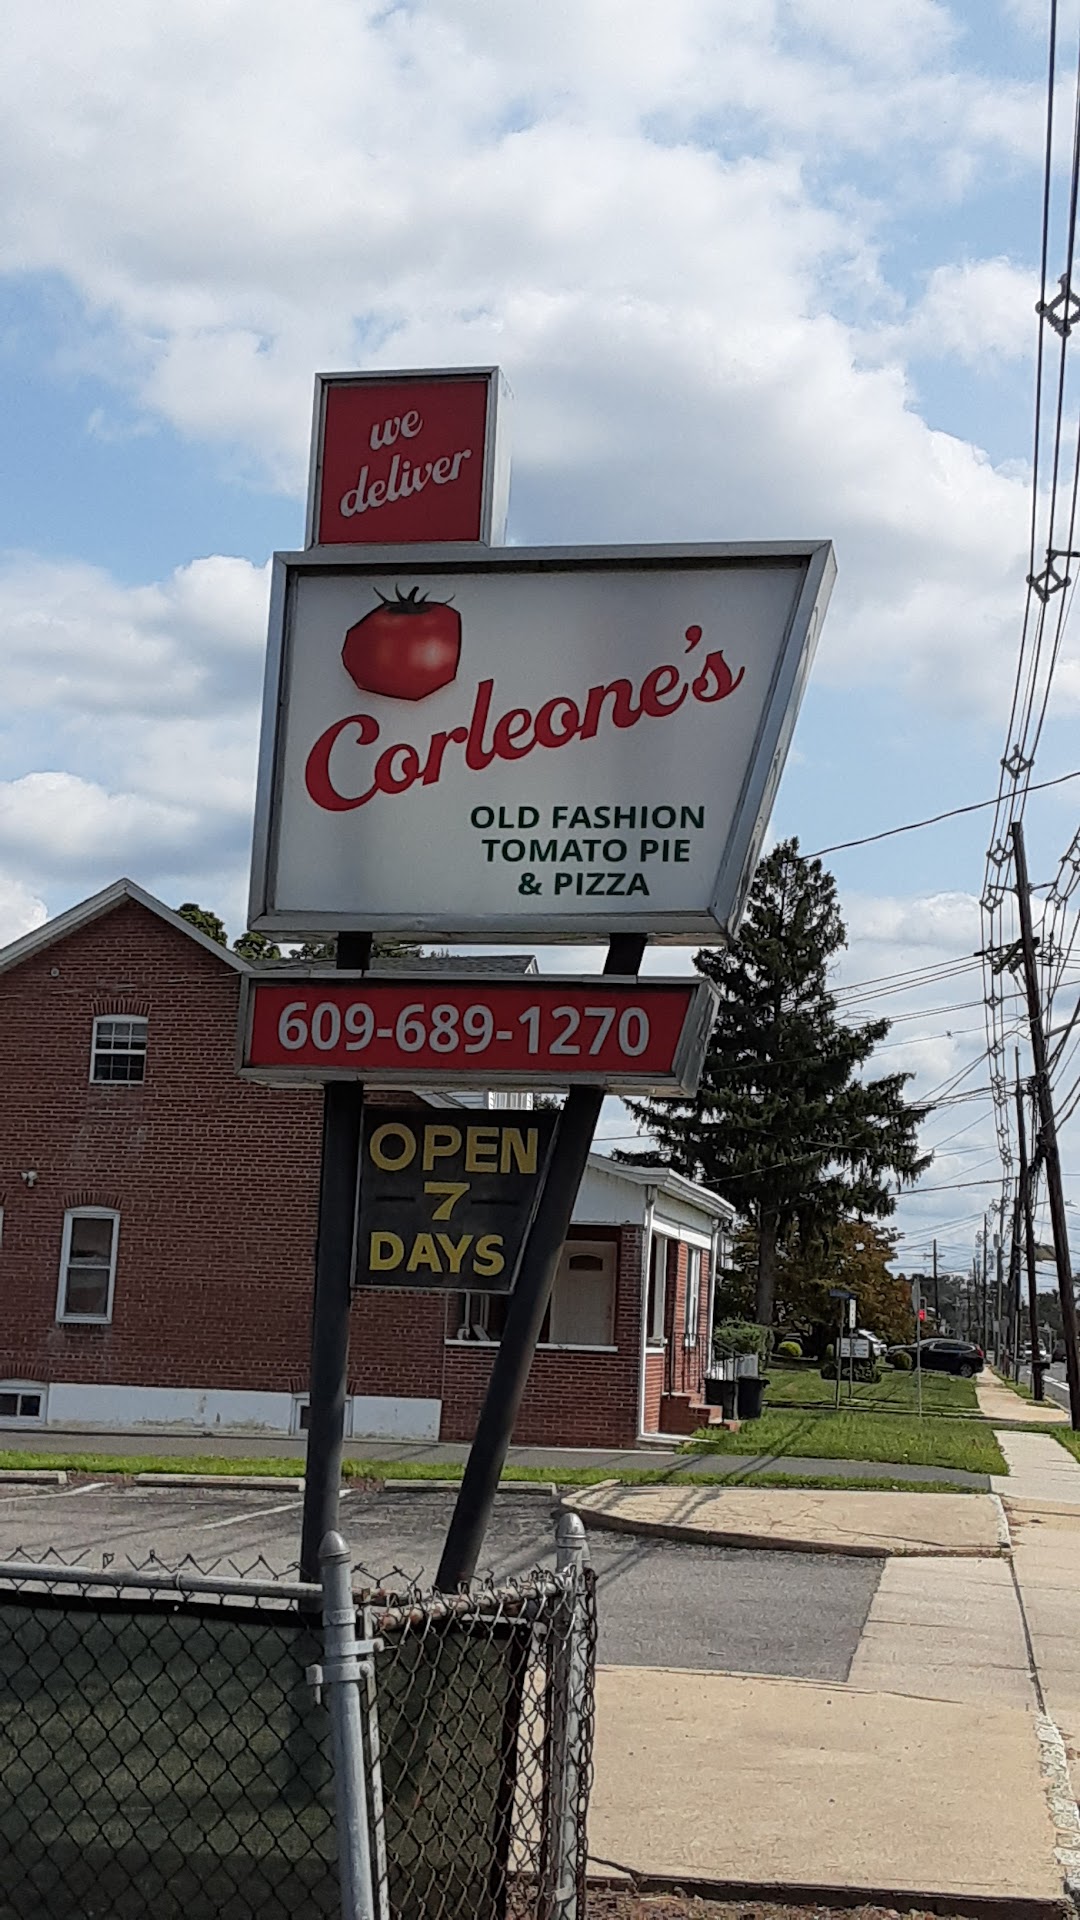 we
deliver
Corleone's
OLD FASHION
TOMATO PIE
& PIZZA
609-689-1270
OPEN
7
DAYS